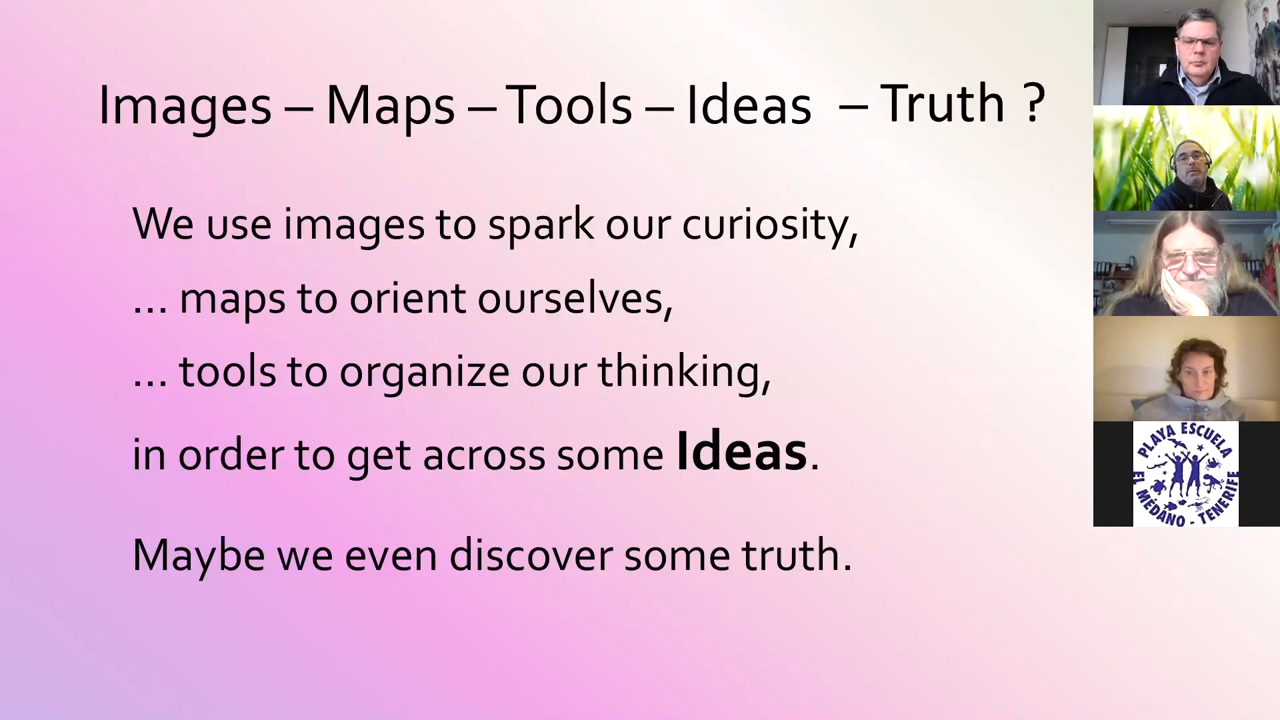 Images – Maps – Tools – Ideas – Truth ?
We use images to spark our curiosity,
... maps to orient ourselves,
... tools to organize our thinking,
in order to get across some Ideas.
Maybe we even discover some truth.
PLAYA ESCUELA
EL MÉDANO - TENERIFE